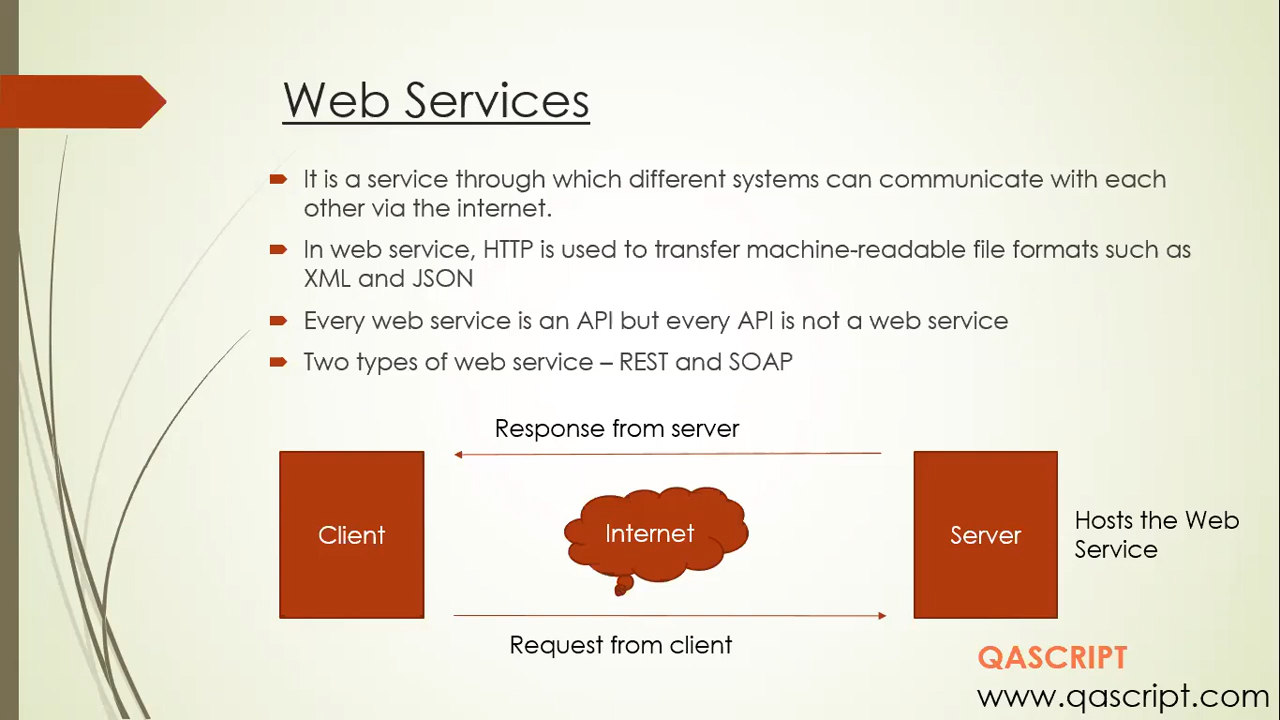 Web Services
It is a service through which different systems can communicate with each
other via the internet.
In web service, HTTP is used to transfer machine-readable file formats such as
XML and JSON
Every web service is an API but every API is not a web service
Two types of web service – REST and SOAP
Response from server
Client
Internet
Server
Hosts the Web
Service
Request from client
QASCRIPT
www.qascript.com